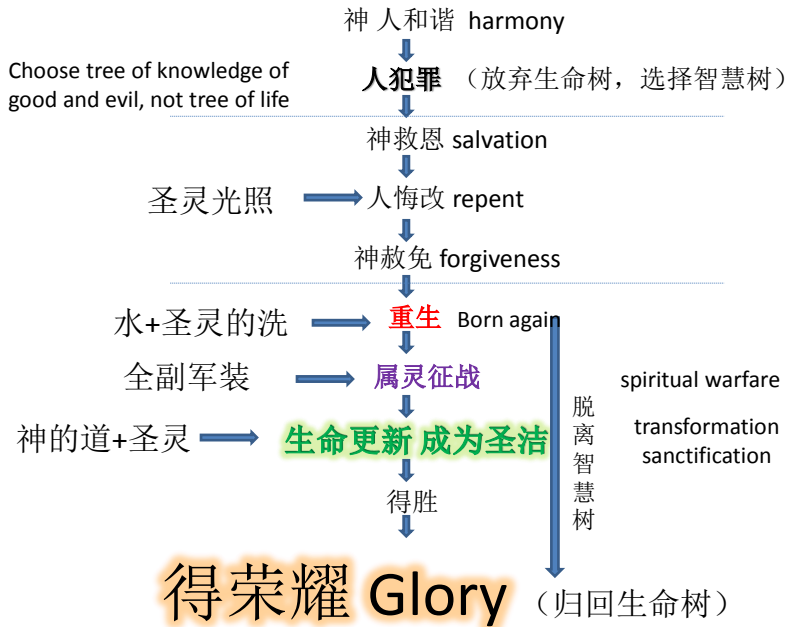 神 人和谐 harmony
Choose tree of knowledge of
good and evil, not tree of life
人犯罪 （放弃生命树，选择智慧树）
神救恩 salvation
圣灵光照
人悔改 repent
神赦免 forgiveness
水+圣灵的洗
重生 Born again
全副军装
属灵征战
spiritual warfare
神的道+圣灵
生命更新 成为圣洁
transformation
sanctification
脱离智慧树
得胜
得荣耀 Glory （归回生命树）